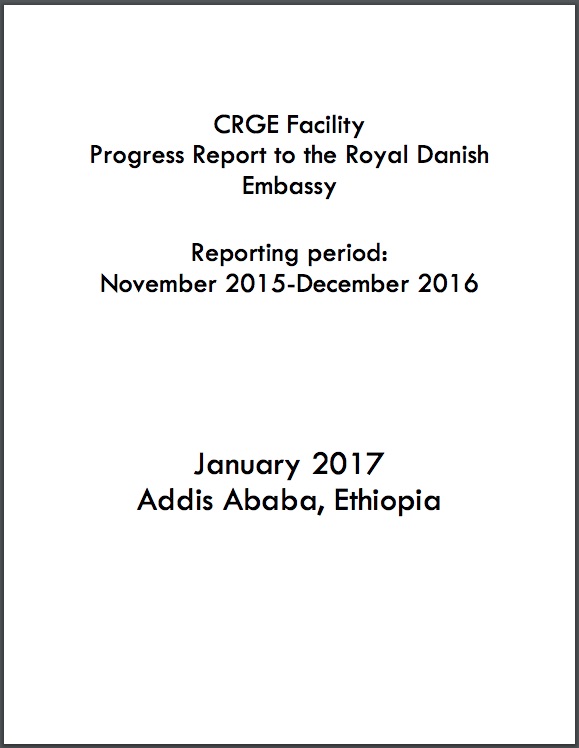 CRGE Facility
Progress Report to the Royal Danish
Embassy
Reporting period:
November 2015-December 2016
January 2017
Addis Ababa, Ethiopia